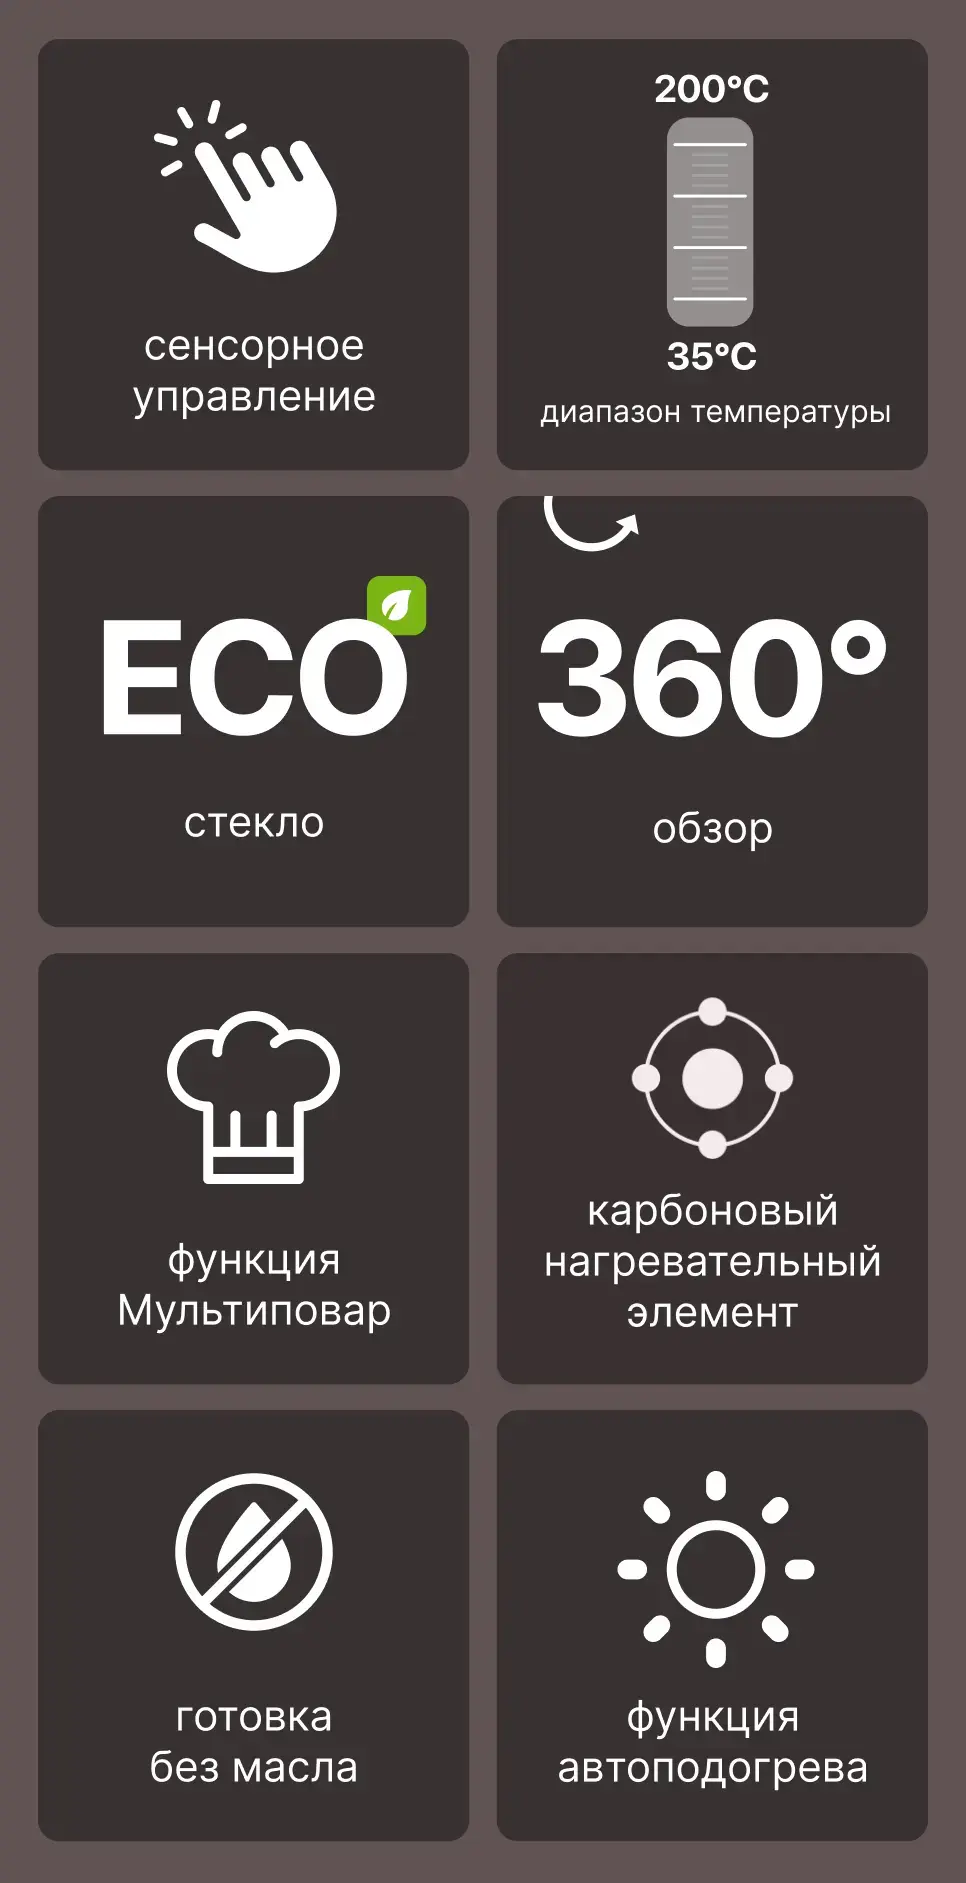 сенсорное
управление
200°C
35°C
диапазон температуры
ECO
стекло
360°
обзор
функция
Мультиповар
карбоновый
нагревательный
элемент
готовка
без масла
функция
автоподогрева